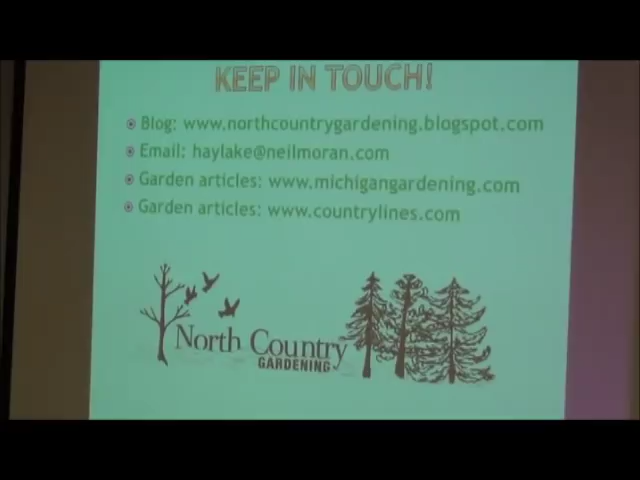 KEEP IN TOUCH!
Blog: www.northcountrygardening.blogspot.com
Email: haylake@neilmoran.com
Garden articles: www.michigangardening.com
Garden articles: www.countrylines.com
North Country
GARDENING